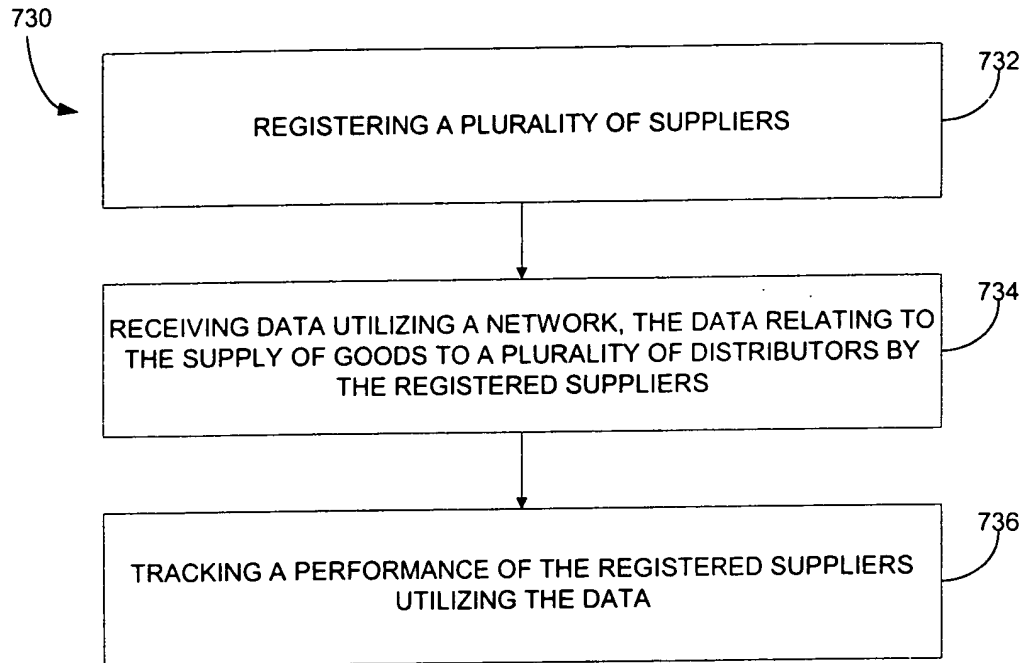 730
732
REGISTERING A PLURALITY OF SUPPLIERS
734
RECEIVING DATA UTILIZING A NETWORK, THE DATA RELATING TO
THE SUPPLY OF GOODS TO A PLURALITY OF DISTRIBUTORS BY
THE REGISTERED SUPPLIERS
736
TRACKING A PERFORMANCE OF THE REGISTERED SUPPLIERS
UTILIZING THE DATA